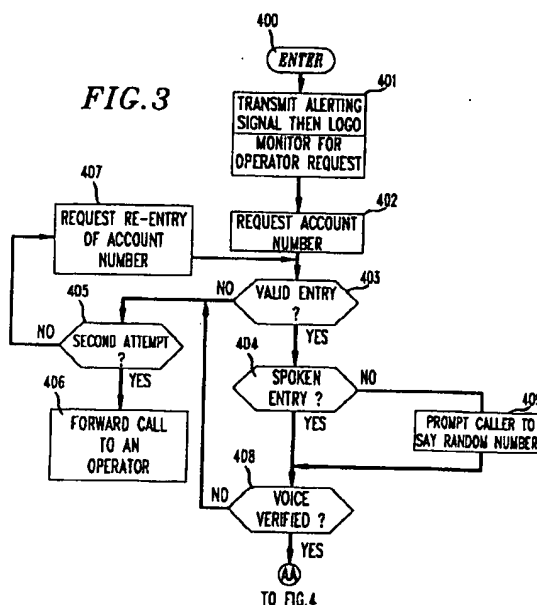 400
ENTER
FIG.3
401
TRANSMIT ALERTING
SIGNAL THEN LOGO
MONITOR FOR
OPERATOR REQUEST
407
REQUEST RE-ENTRY
OF ACCOUNT
NUMBER
402
REQUEST ACCOUNT
NUMBER
403
NO
VALID ENTRY
?
YES
405
NO
SECOND ATTEMPT
?
YES
404
SPOKEN
ENTRY ?
NO
YES
406
FORWARD CALL
TO AN
OPERATOR
PROMPT CALLER TO
SAY RANDOM NUMBER
408
NO
VOICE
VERIFIED ?
YES
AA
TO FIG.4